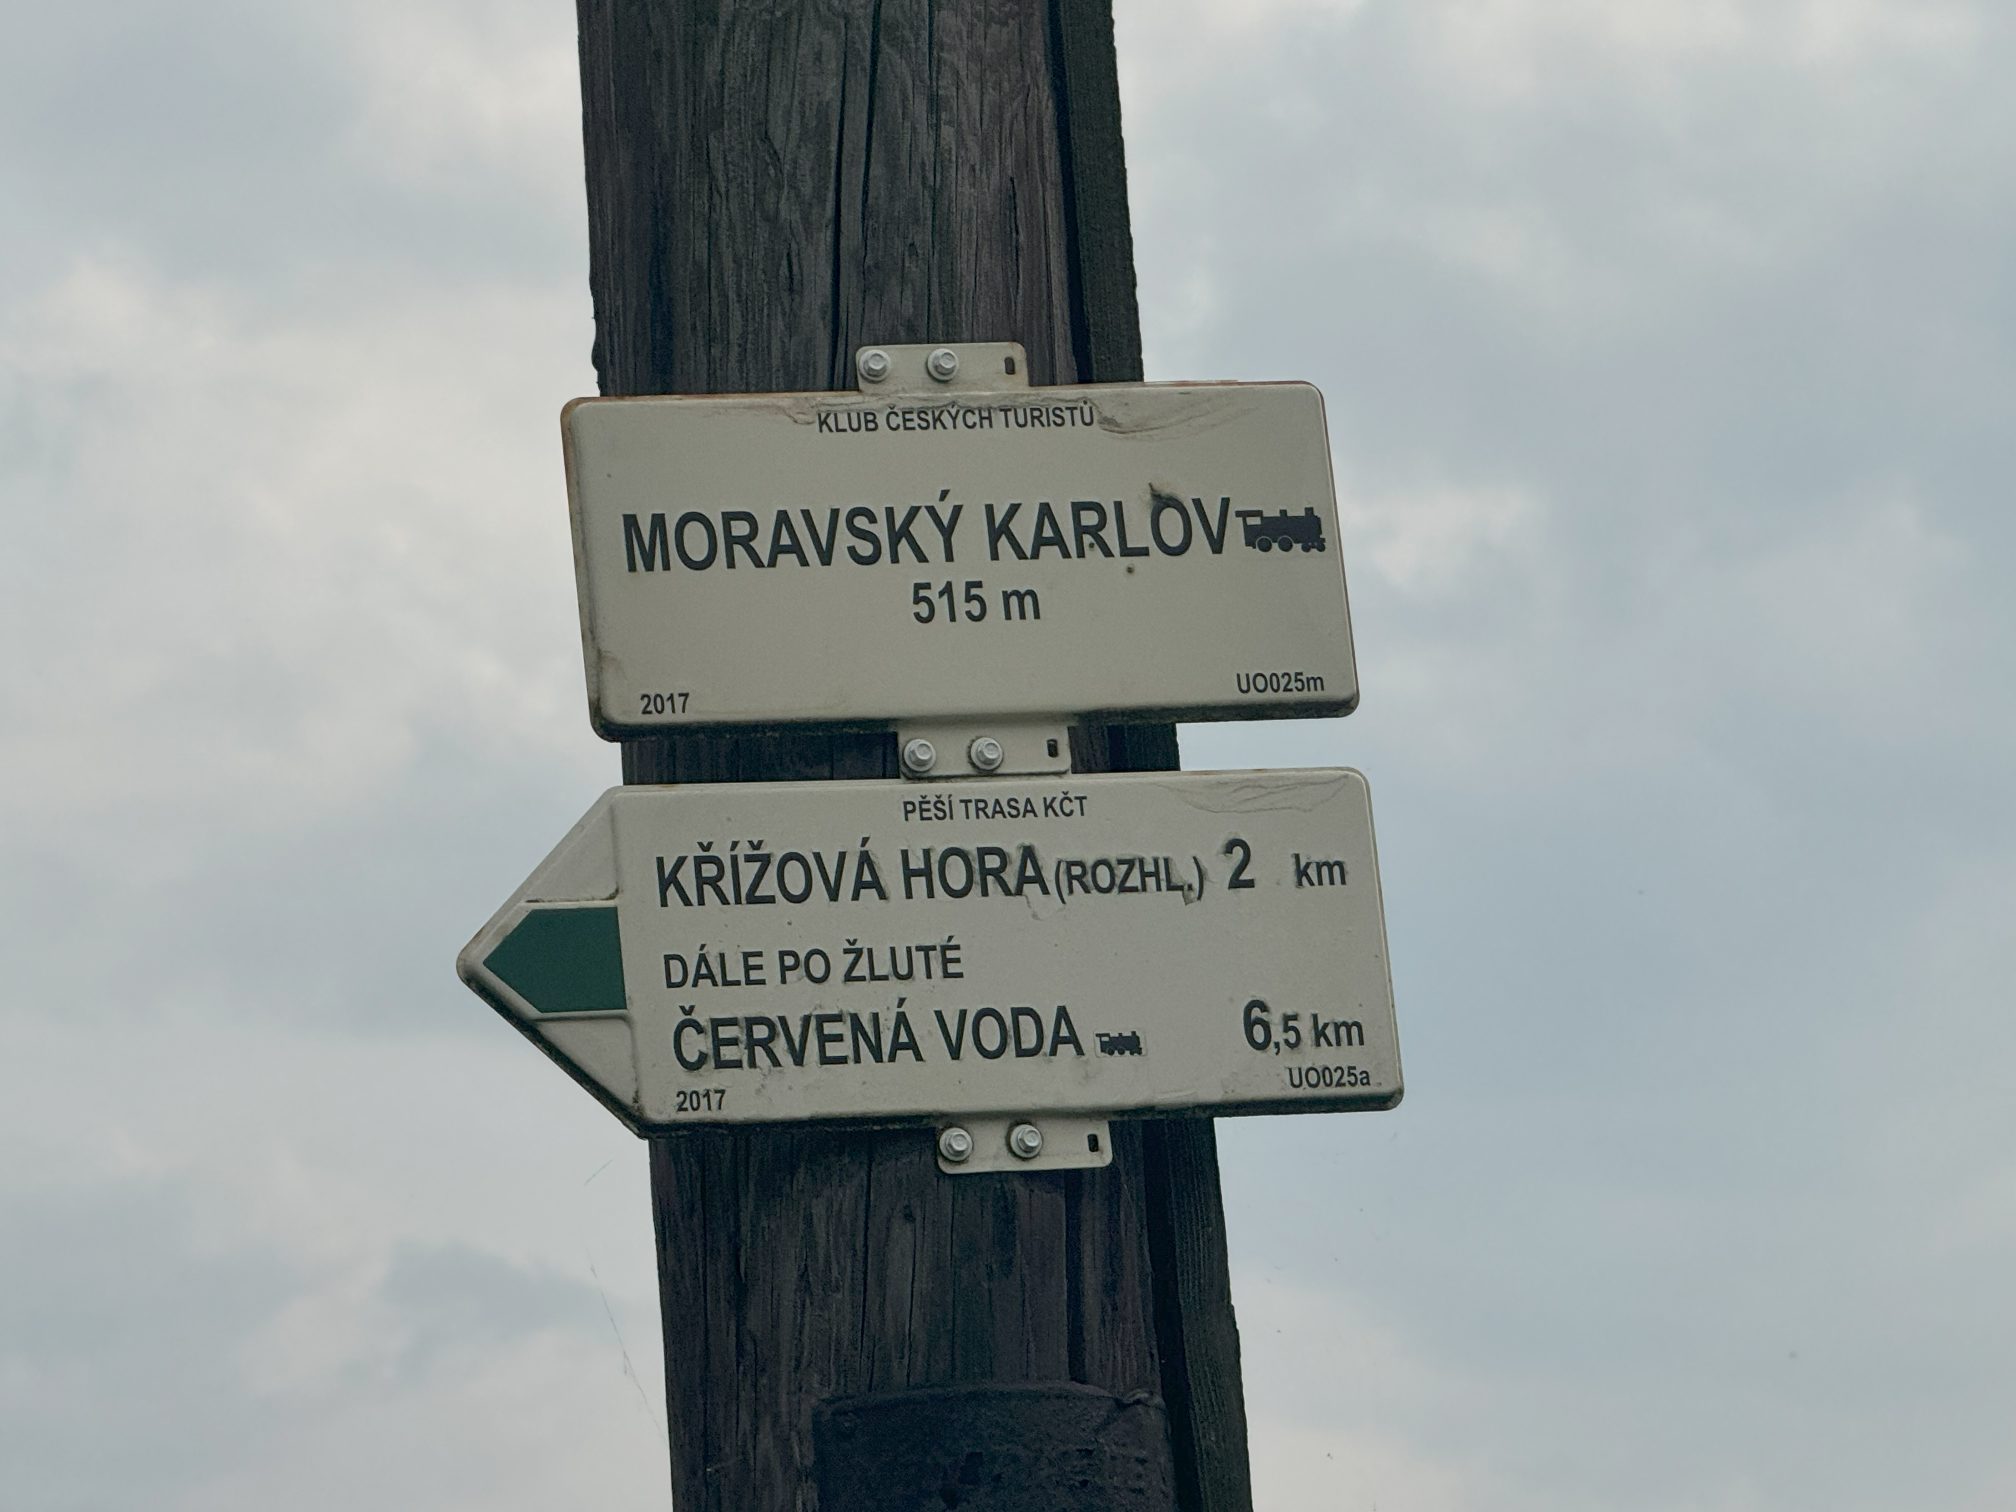 KLUB ČESKÝCH TURISTŮ
MORAVSKÝ KARLOV
515 m
2017 UO025m
PĚŠÍ TRASA KČT
KŘÍŽOVÁ HORA (ROZHL.) 2 km
DÁLE PO ŽLUTÉ
ČERVENÁ VODA 6,5 km
2017 UO025a